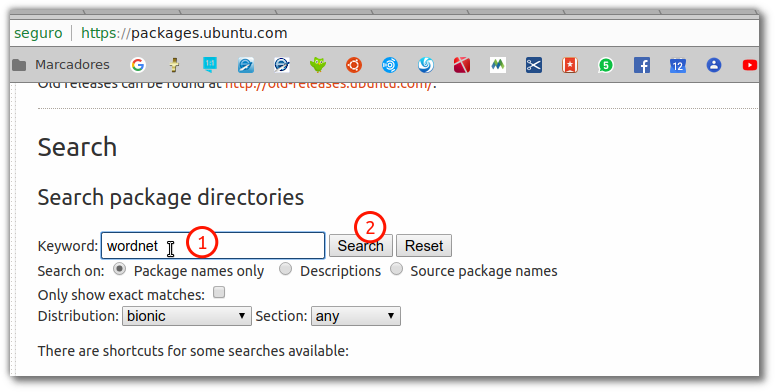 seguro https://packages.ubuntu.com
Marcadores
Old releases can be found at http://old-releases.ubuntu.com/.
Search
Search package directories
2
Keyword: wordnet 1 Search Reset
Search on: Package names only Descriptions Source package names
Only show exact matches:
Distribution: bionic Section: any
There are shortcuts for some searches available: